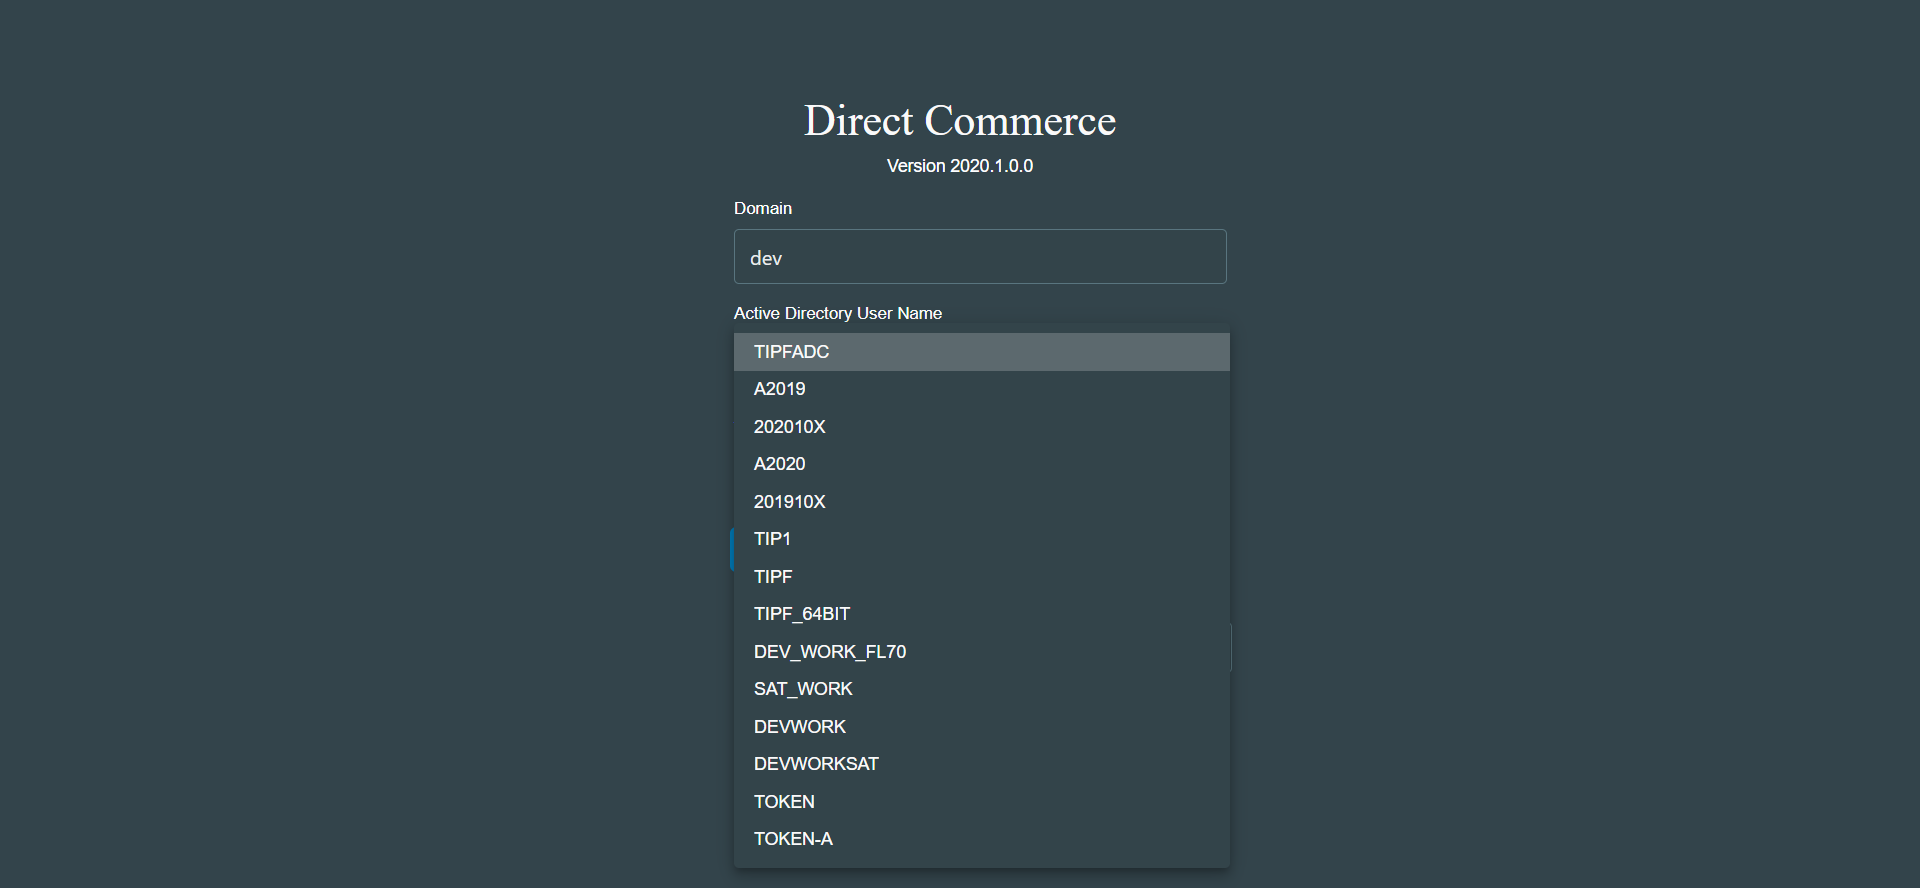 Direct Commerce
Version 2020.1.0.0
Domain
dev
Active Directory User Name
TIPFADC
A2019
202010X
A2020
201910X
TIP1
TIPF
TIPF_64BIT
DEV_WORK_FL70
SAT_WORK
DEVWORK
DEVWORKSAT
TOKEN
TOKEN-A